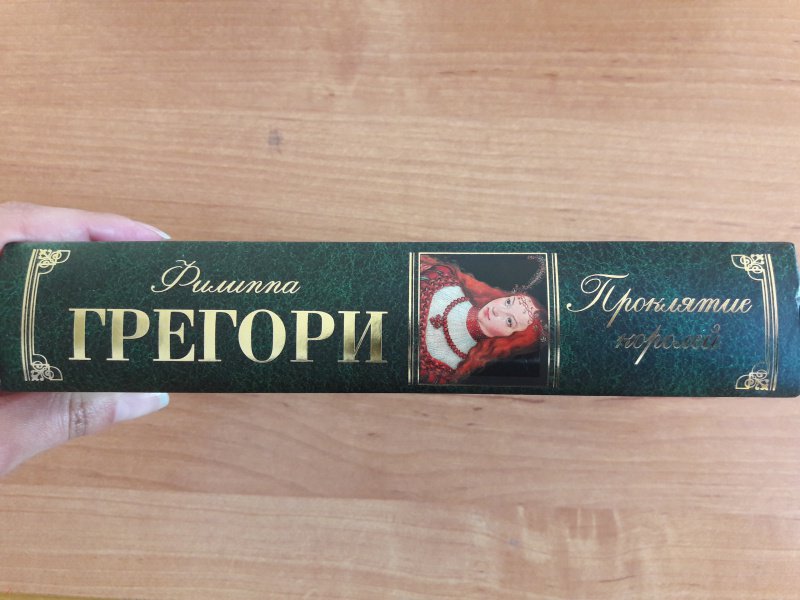 Филиппа
ГРЕГОРИ
Проклятие
королей